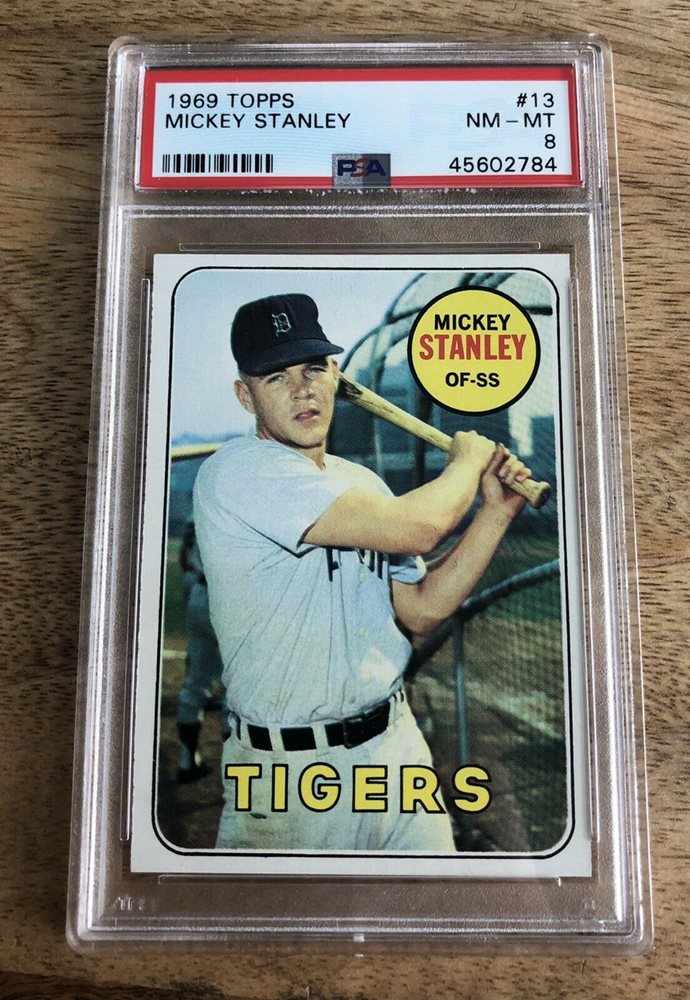 1969 TOPPS #13
MICKEY STANLEY NM – MT
8
PSA 45602784
MICKEY
STANLEY
OF-SS
D
TIGERS